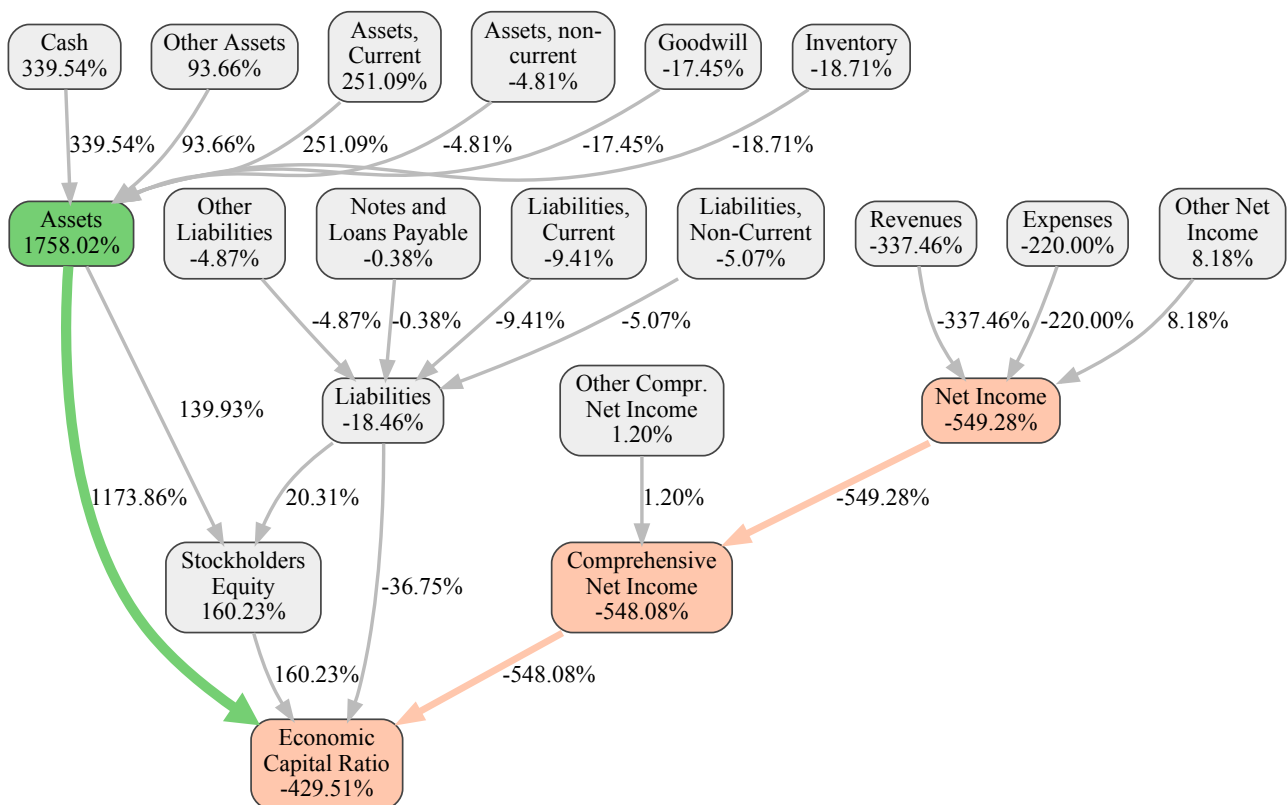 Cash
339.54%
Other Assets
93.66%
Assets,
Current
251.09%
Assets, non-
current
-4.81%
Goodwill
-17.45%
Inventory
-18.71%
339.54%
93.66%
251.09%
-4.81%
-17.45%
-18.71%
Assets
1758.02%
Other
Liabilities
-4.87%
Notes and
Loans Payable
-0.38%
Liabilities,
Current
-9.41%
Liabilities,
Non-Current
-5.07%
Revenues
-337.46%
Expenses
-220.00%
Other Net
Income
8.18%
-4.87%
-0.38%
-9.41%
-5.07%
-337.46%
-220.00%
8.18%
139.93%
Liabilities
-18.46%
Other Compr.
Net Income
1.20%
Net Income
-549.28%
1173.86%
20.31%
1.20%
-549.28%
Stockholders
Equity
160.23%
-36.75%
Comprehensive
Net Income
-548.08%
160.23%
-548.08%
Economic
Capital Ratio
-429.51%